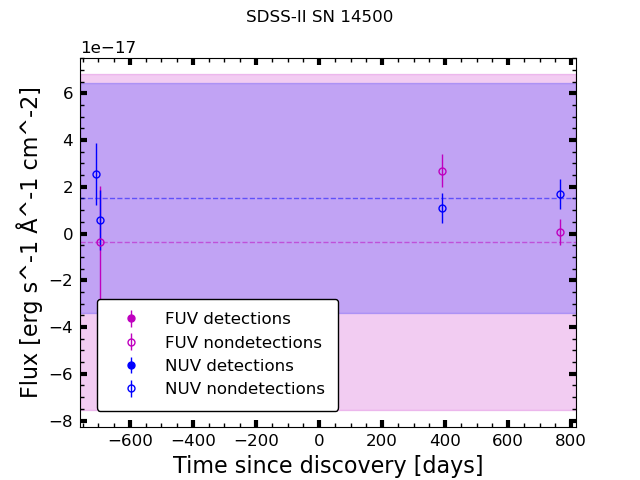 SDSS-II SN 14500
1e−17
6
4
2
0
−2
−4
−6
−8
Flux [erg s^-1 Å^-1 cm^-2]
FUV detections
FUV nondetections
NUV detections
NUV nondetections
−600 −400 −200 0 200 400 600 800
Time since discovery [days]